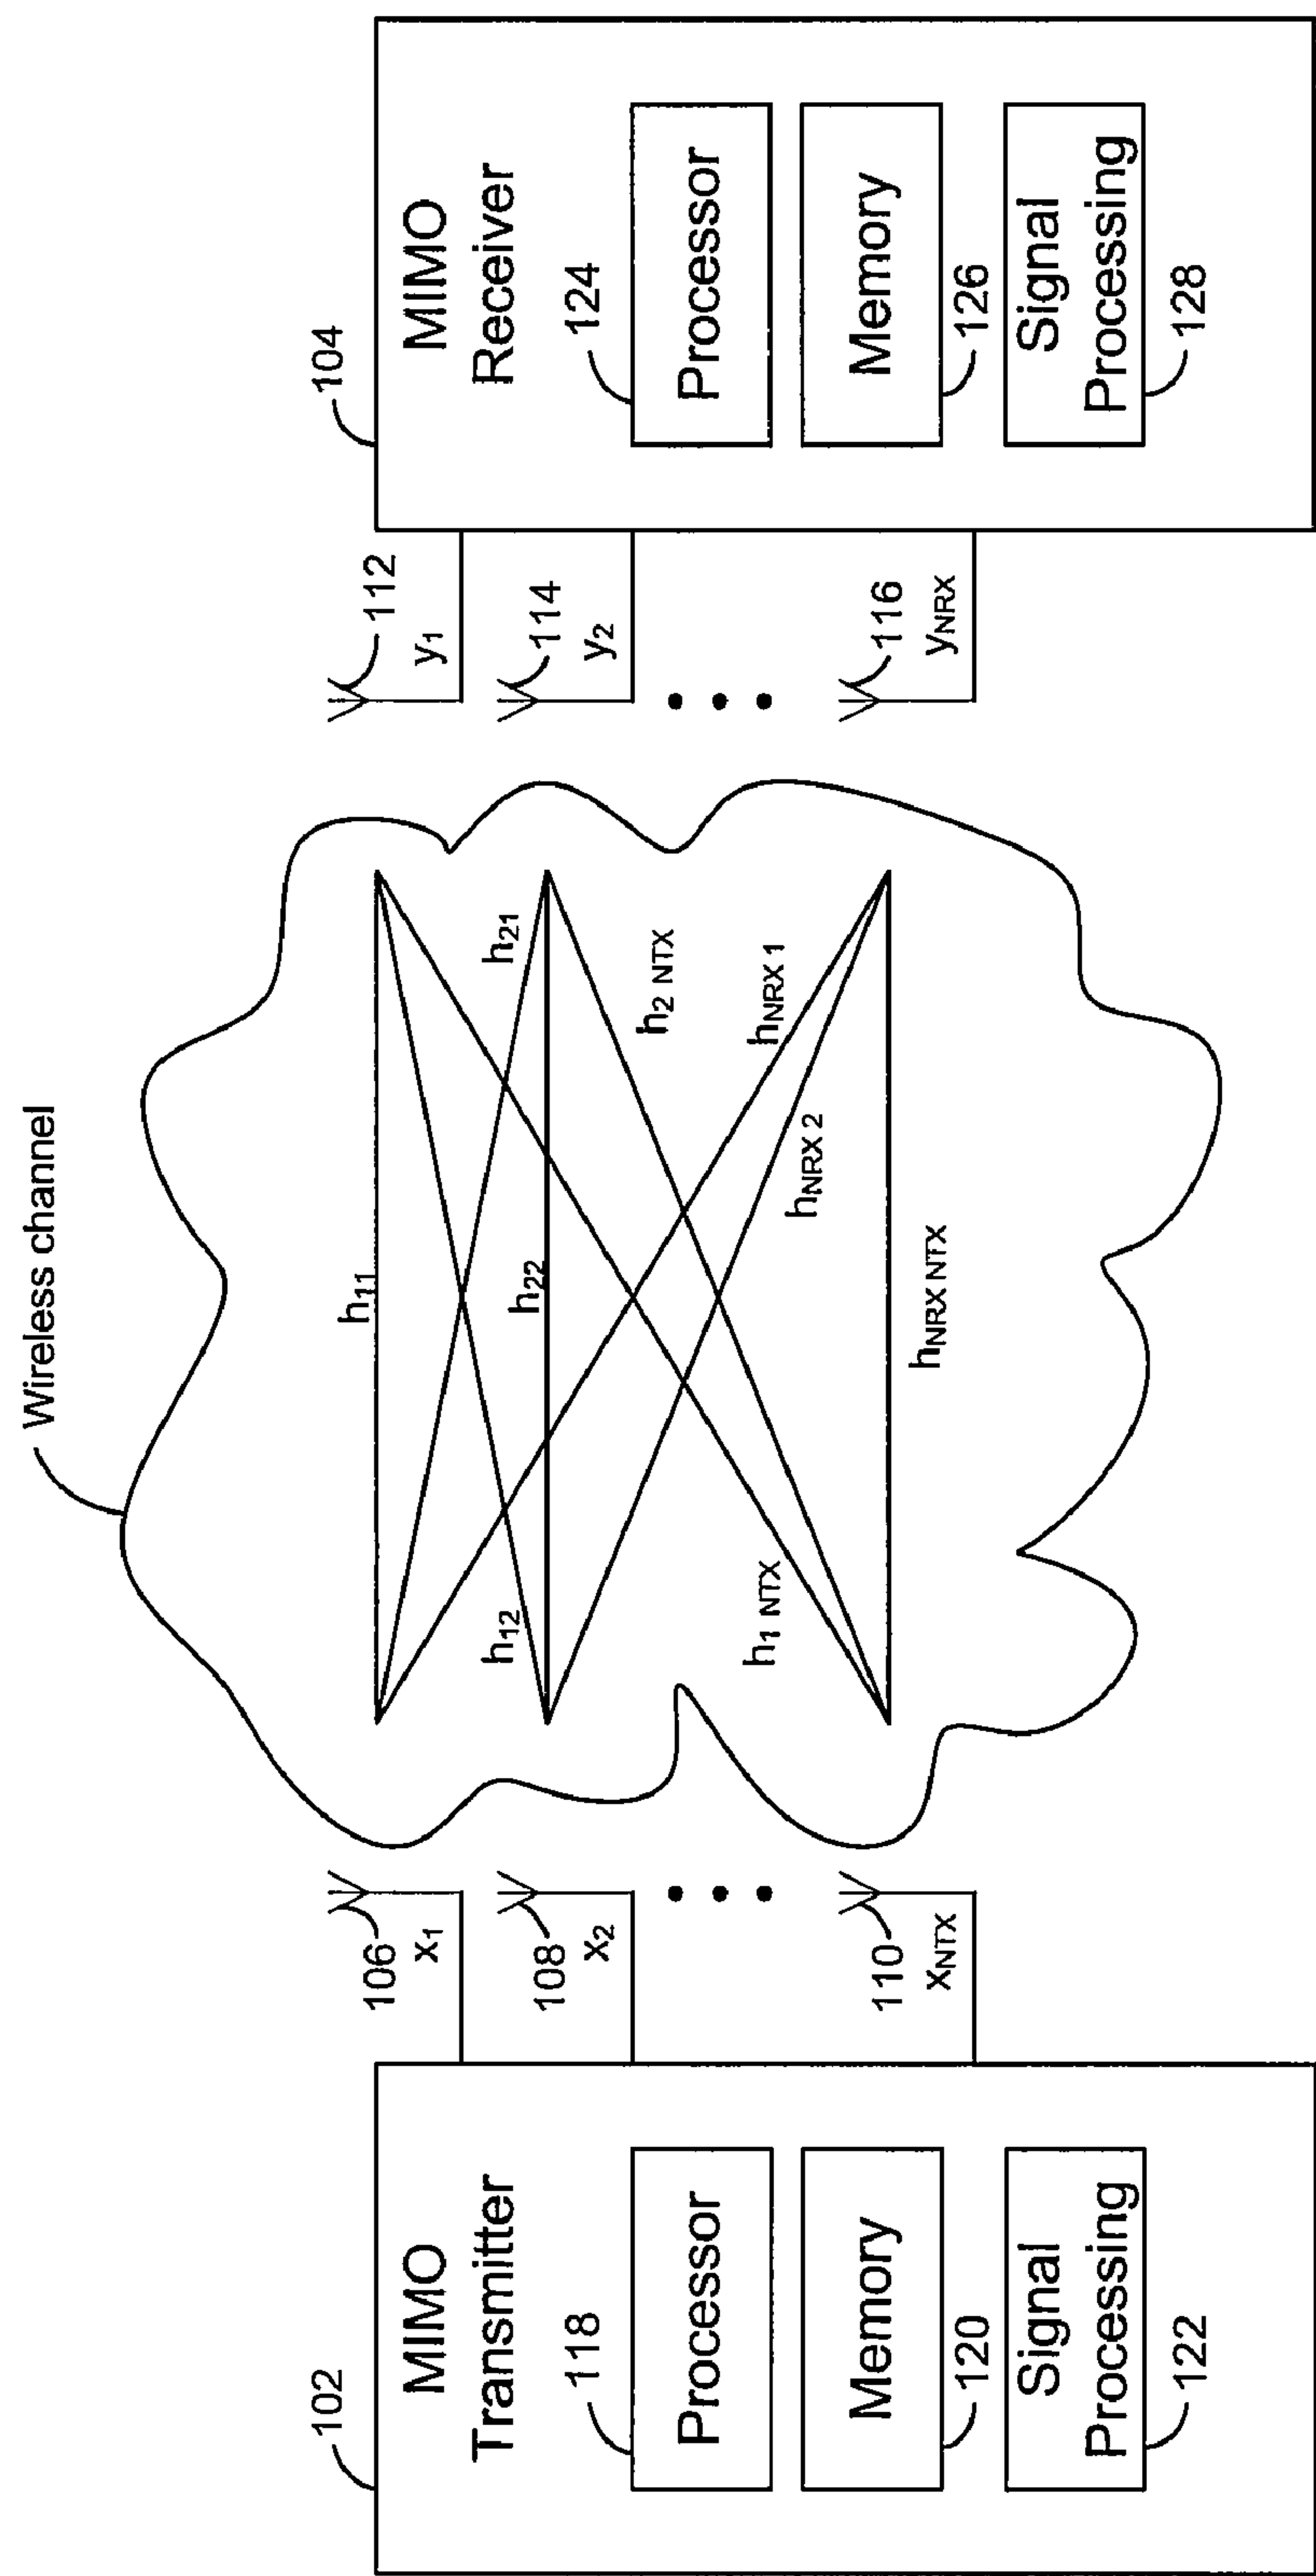 Wireless channel
102
MIMO
Transmitter
118
Processor
Memory
120
Signal
Processing
122
106
x1
108
x2
110
xNTX
h11
h12
h21
h22
h2 NTX
h1 NTX
hNRX 1
hNRX 2
hNRX NTX
112
y1
114
y2
116
yNRX
104
MIMO
Receiver
124
Processor
Memory
126
Signal
Processing
128